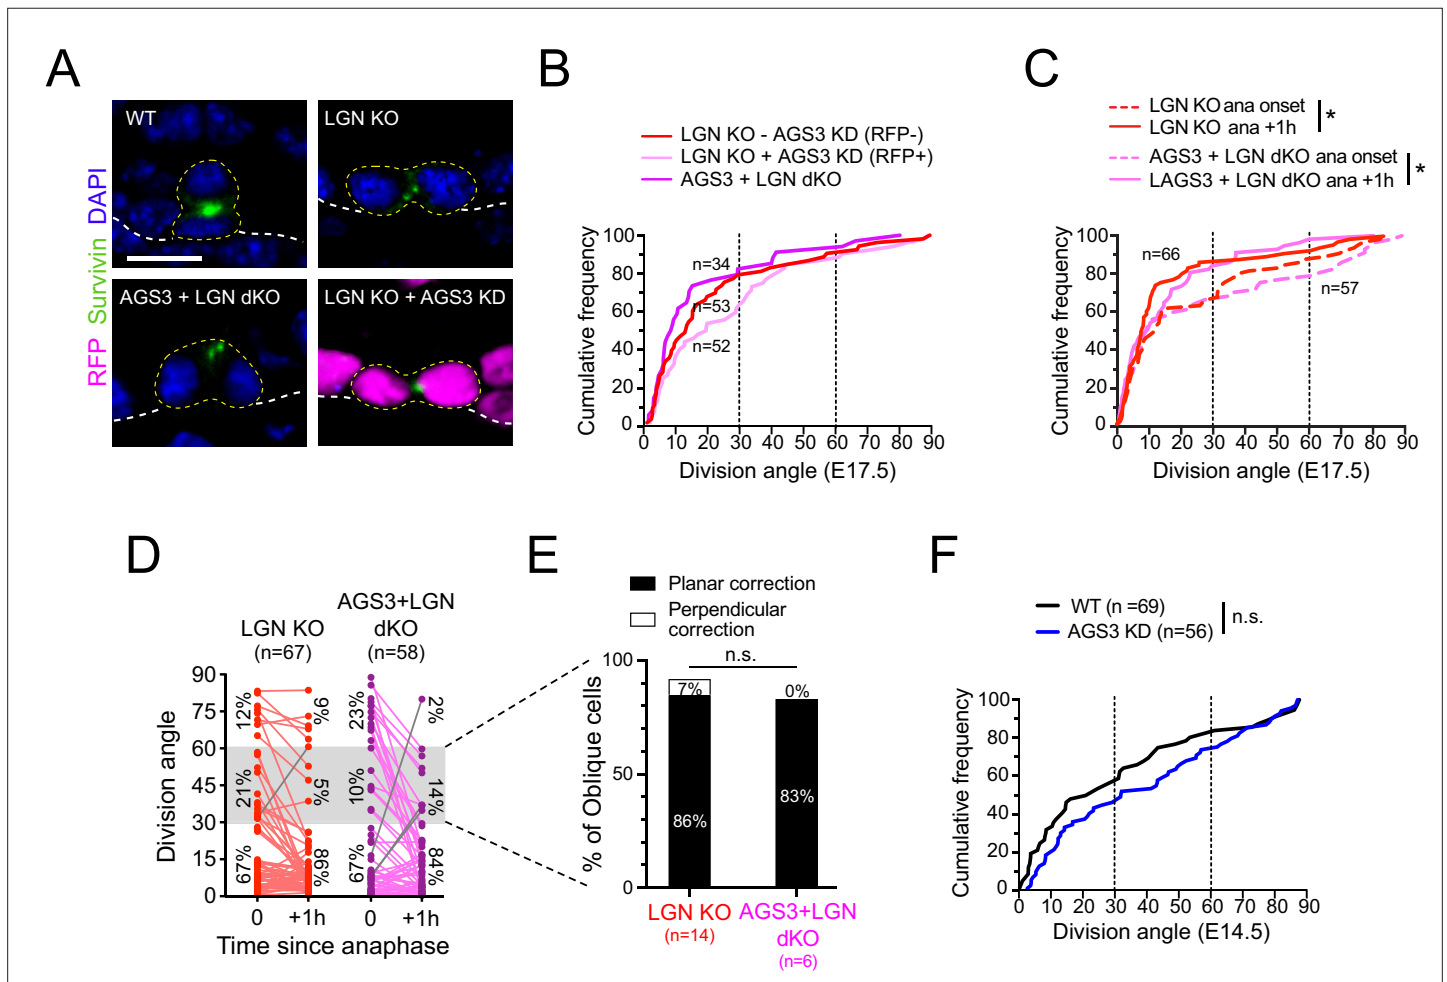 A
RFP Survivin DAPI
WT
LGN KO
AGS3 + LGN dKO
LGN KO + AGS3 KD
B
LGN KO - AGS3 KD (RFP-)
LGN KO + AGS3 KD (RFP+)
AGS3 + LGN dKO
Cumulative frequency
100
80
60
40
20
0
n=34
n=53
n=52
0 10 20 30 40 50 60 70 80 90
Division angle (E17.5)
C
LGN KO ana onset
LGN KO ana +1h
*
AGS3 + LGN dKO ana onset
LAGS3 + LGN dKO ana +1h
*
Cumulative frequency
100
80
60
40
20
0
n=66
n=57
0 10 20 30 40 50 60 70 80 90
Division angle (E17.5)
D
LGN KO
(n=67)
AGS3+LGN
dKO
(n=58)
Division angle
90
75
60
45
30
15
0
12%
21%
67%
9%
5%
86%
23%
10%
67%
2%
14%
84%
0 +1h 0 +1h
Time since anaphase
E
Planar correction
Perpendicular
correction
% of Oblique cells
100
50
0
n.s.
7%
86%
0%
83%
LGN KO
(n=14)
AGS3+LGN
dKO
(n=6)
F
WT (n =69)
AGS3 KD (n=56)
n.s.
Cumulative frequency
100
80
60
40
20
0
0 10 20 30 40 50 60 70 80 90
Division angle (E14.5)